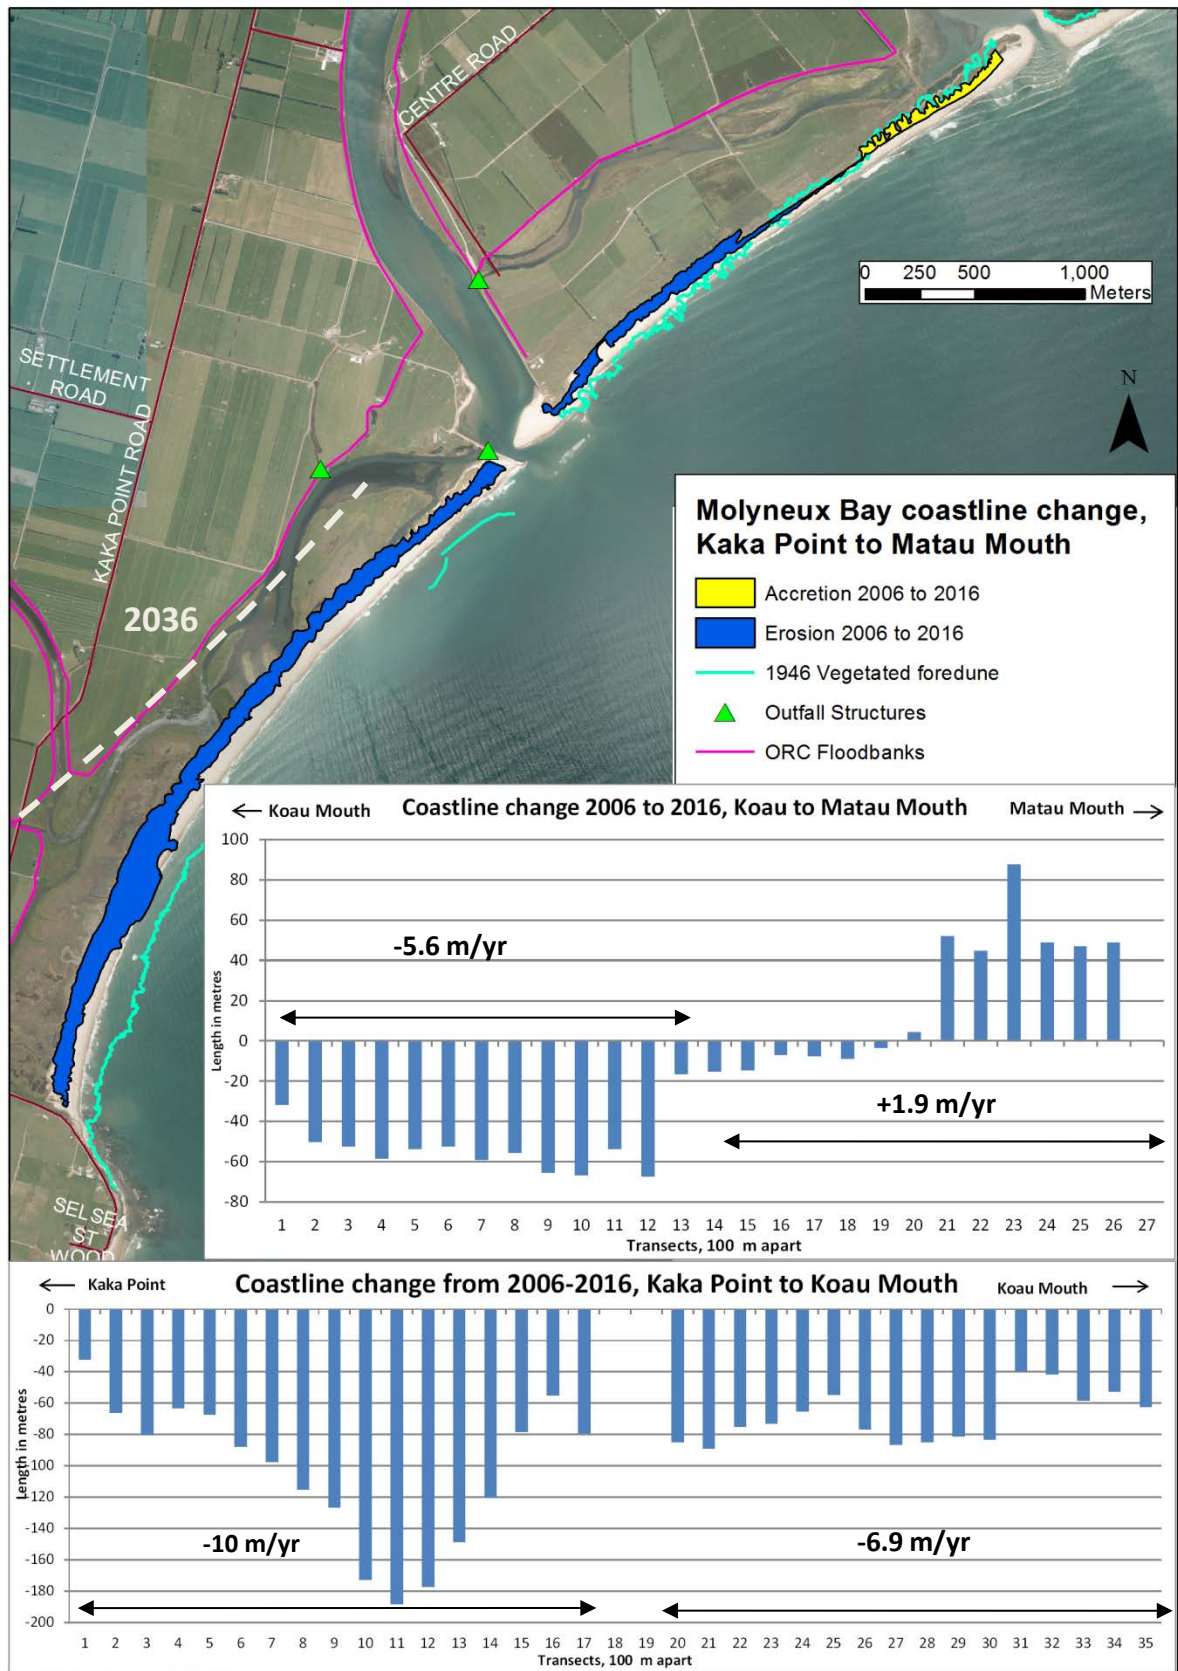 CENTRE ROAD
0 250 500 1,000
Meters
SETTLEMENT
ROAD
KAKA POINT ROAD
N
2036
Molyneux Bay coastline change,
Kaka Point to Matau Mouth
Accretion 2006 to 2016
Erosion 2006 to 2016
1946 Vegetated foredune
Outfall Structures
ORC Floodbanks
SELSEA
ST
WOOD
← Koau Mouth Coastline change 2006 to 2016, Koau to Matau Mouth Matau Mouth →
Length in metres
100
80
60
40
20
0
-20
-40
-60
-80
-5.6 m/yr
+1.9 m/yr
1 2 3 4 5 6 7 8 9 10 11 12 13 14 15 16 17 18 19 20 21 22 23 24 25 26 27
Transects, 100 m apart
← Kaka Point Coastline change from 2006-2016, Kaka Point to Koau Mouth Koau Mouth →
Length in metres
0
-20
-40
-60
-80
-100
-120
-140
-160
-180
-200
-10 m/yr
-6.9 m/yr
1 2 3 4 5 6 7 8 9 10 11 12 13 14 15 16 17 18 19 20 21 22 23 24 25 26 27 28 29 30 31 32 33 34 35
Transects, 100 m apart